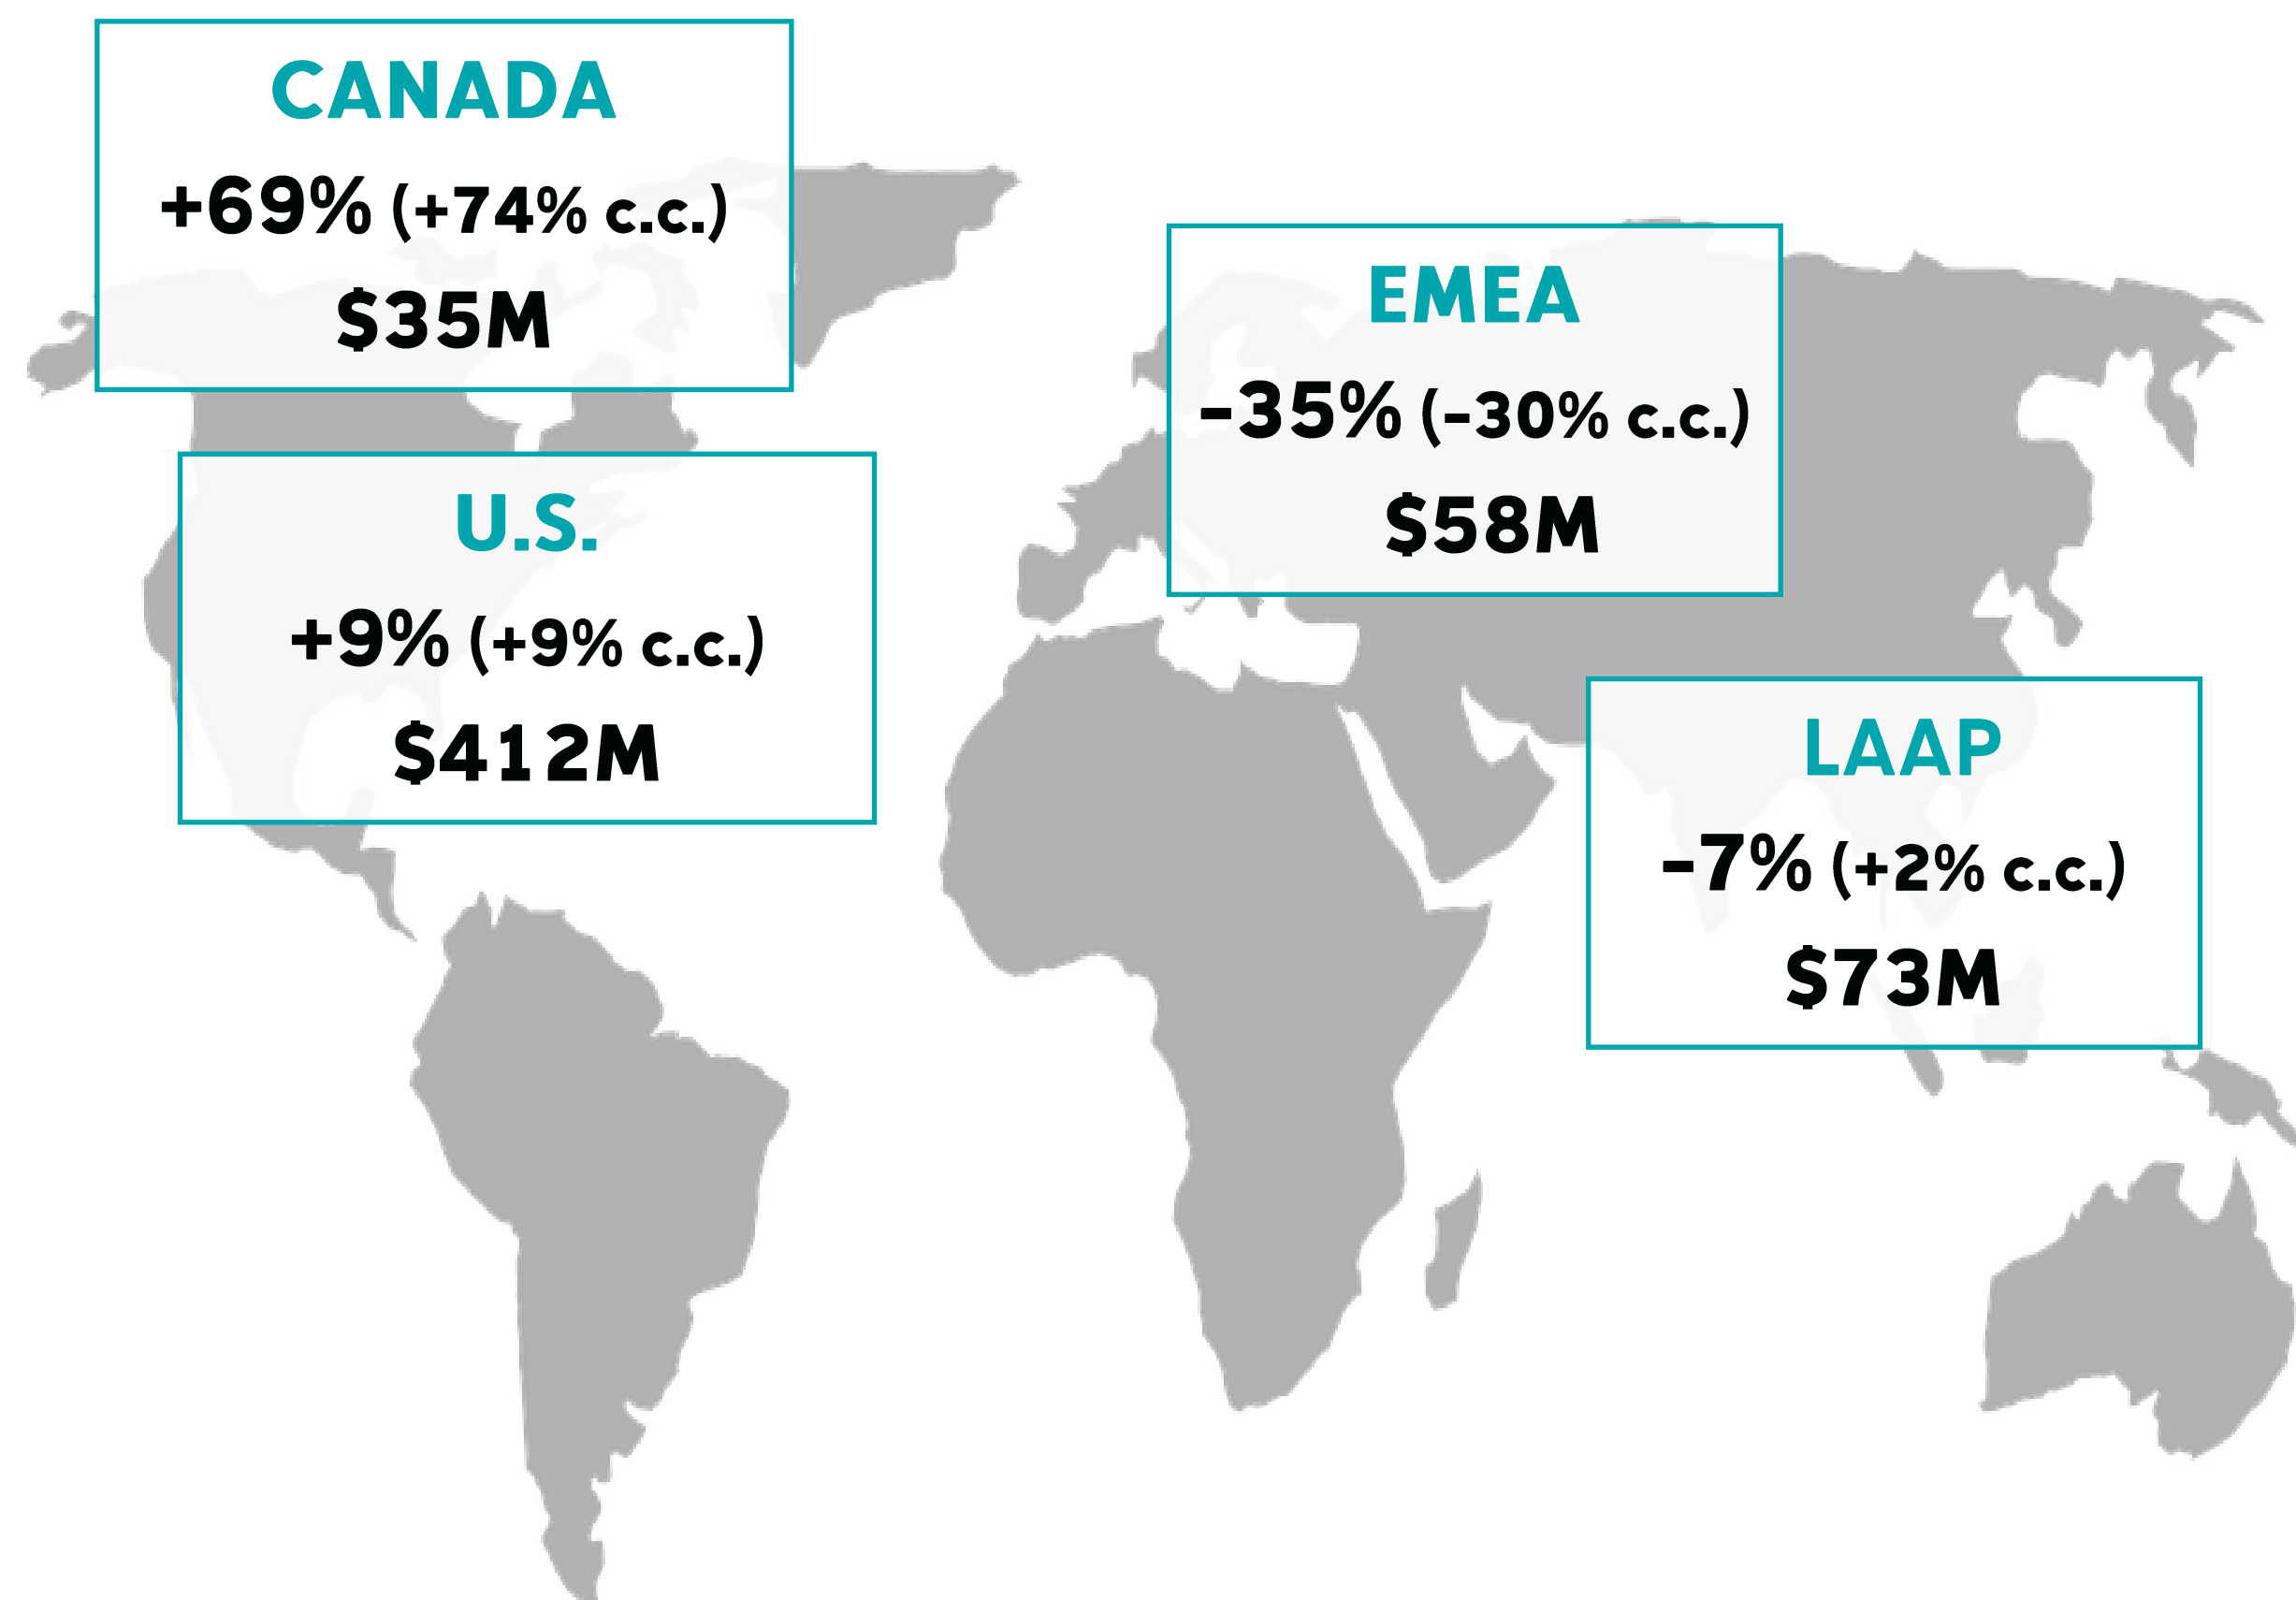 CANADA
+69% (+74% c.c.)
$35M
EMEA
-35% (-30% c.c.)
$58M
U.S.
+9% (+9% c.c.)
$412M
LAAP
-7% (+2% c.c.)
$73M